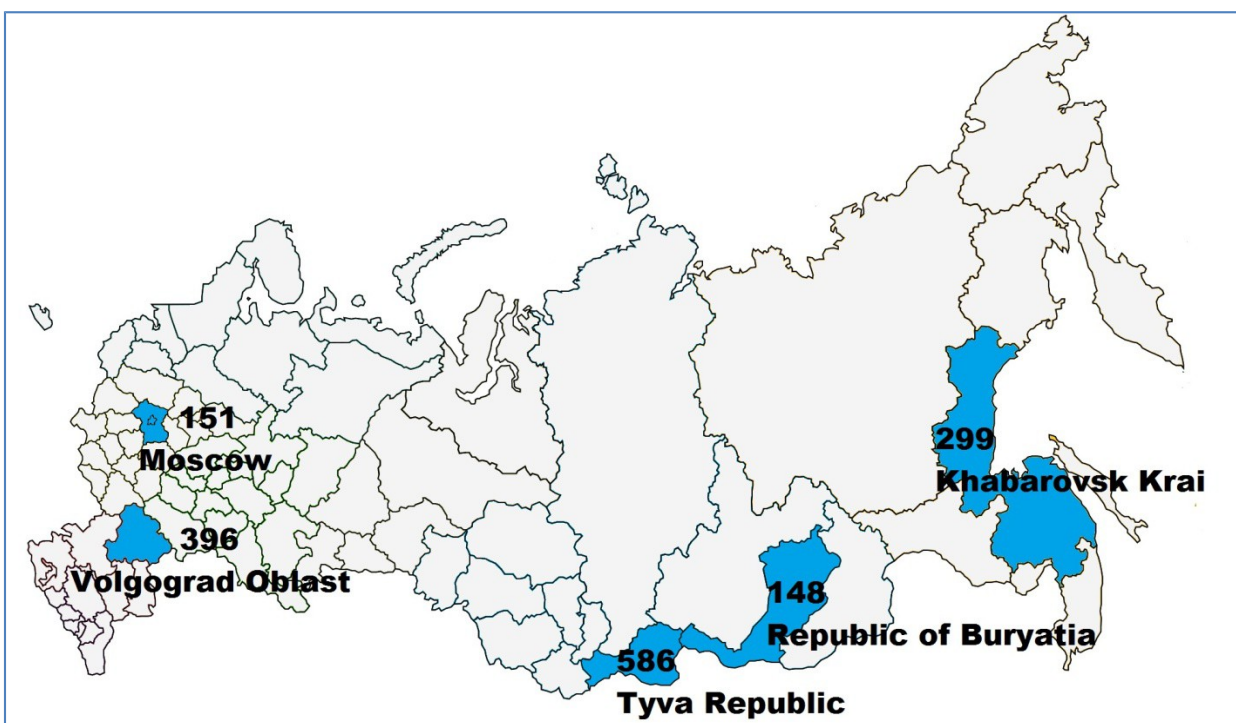 151
Moscow
396
Volgograd Oblast
299
Khabarovsk Krai
148
Republic of Buryatia
586
Tyva Republic